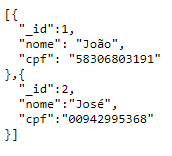 [{
  "_id":1,
  "nome": "João",
  "cpf": "58306803191"
},{
  "_id":2,
  "nome":"José",
  "cpf":"00942995368"
}]